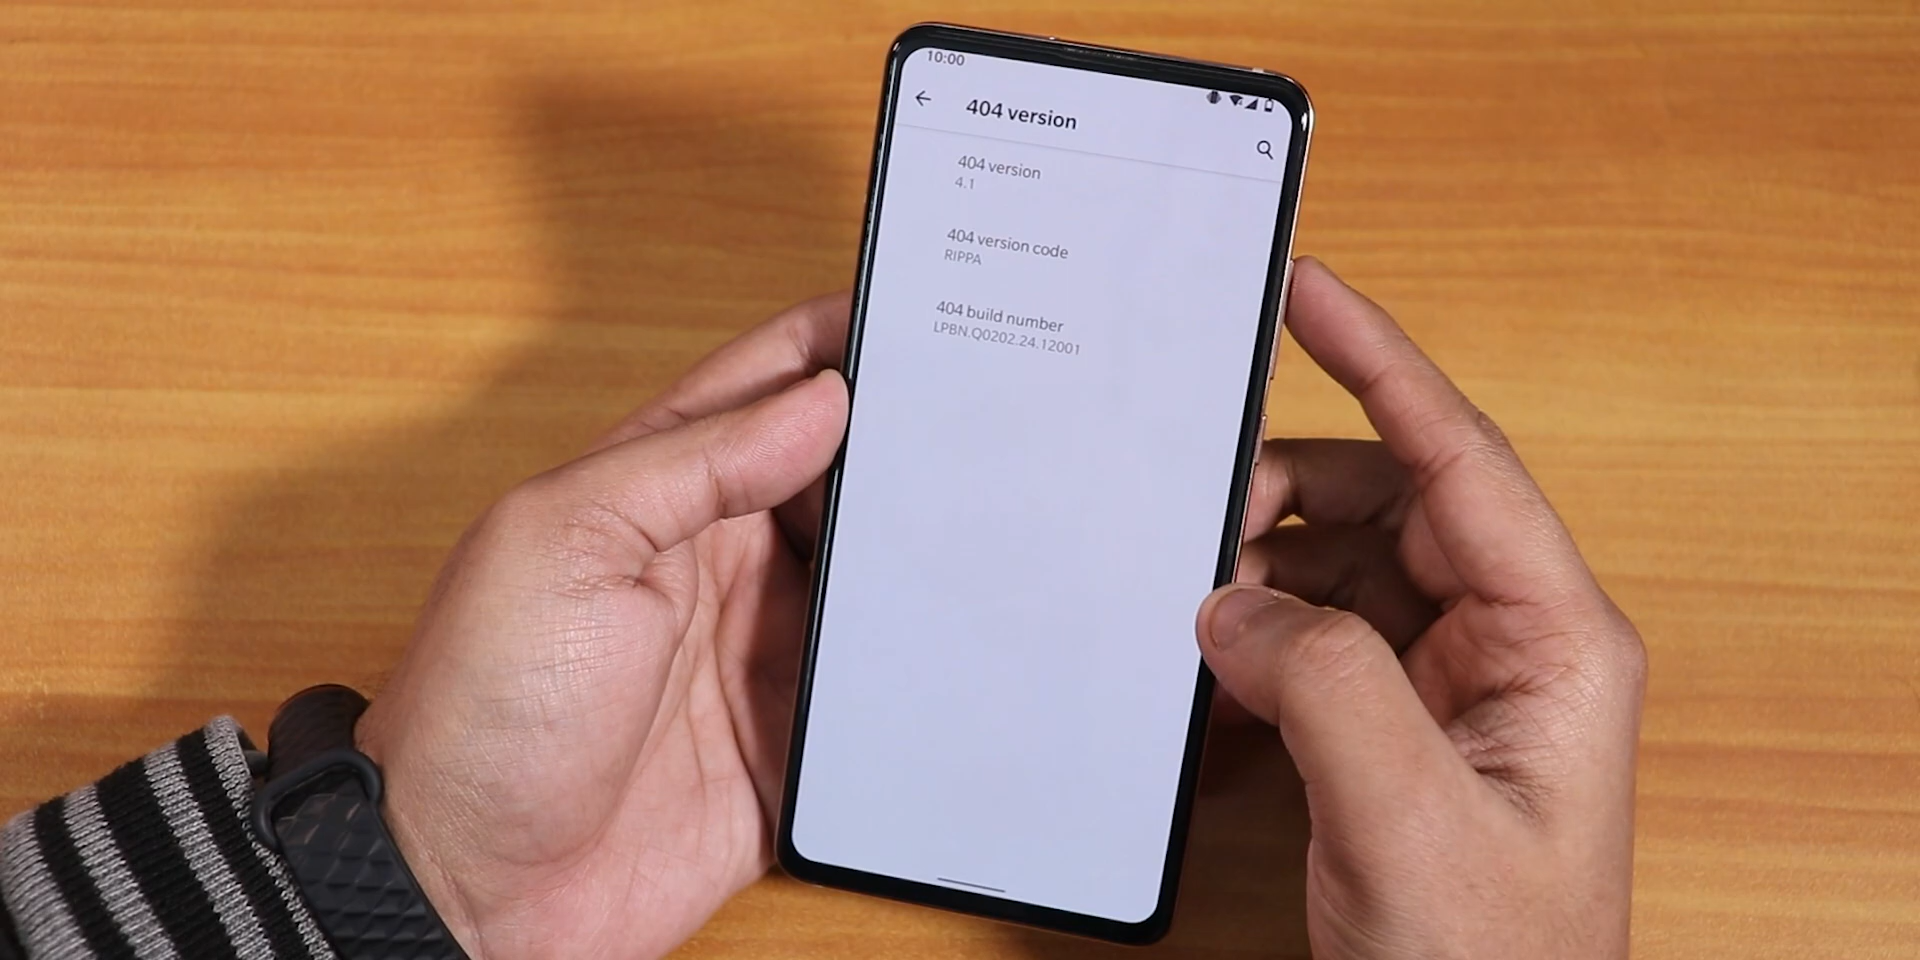 10:00
404 version
404 version
4.1
404 version code
RIPPA
404 build number
LPBN.Q0202.24.12001